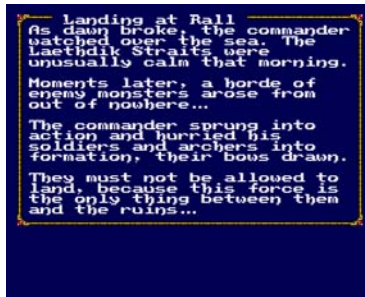 Landing at Rall
As dawn broke, the commander
watched over the sea. The
Laethdik Straits were
unusually calm that morning.
Moments later, a horde of
enemy monsters arose from
out of nowhere...
The commander sprung into
action and hurried his
soldiers and archers into
formation, their bows drawn.
They must not be allowed to
land, because this force is
the only thing between them
and the ruins...